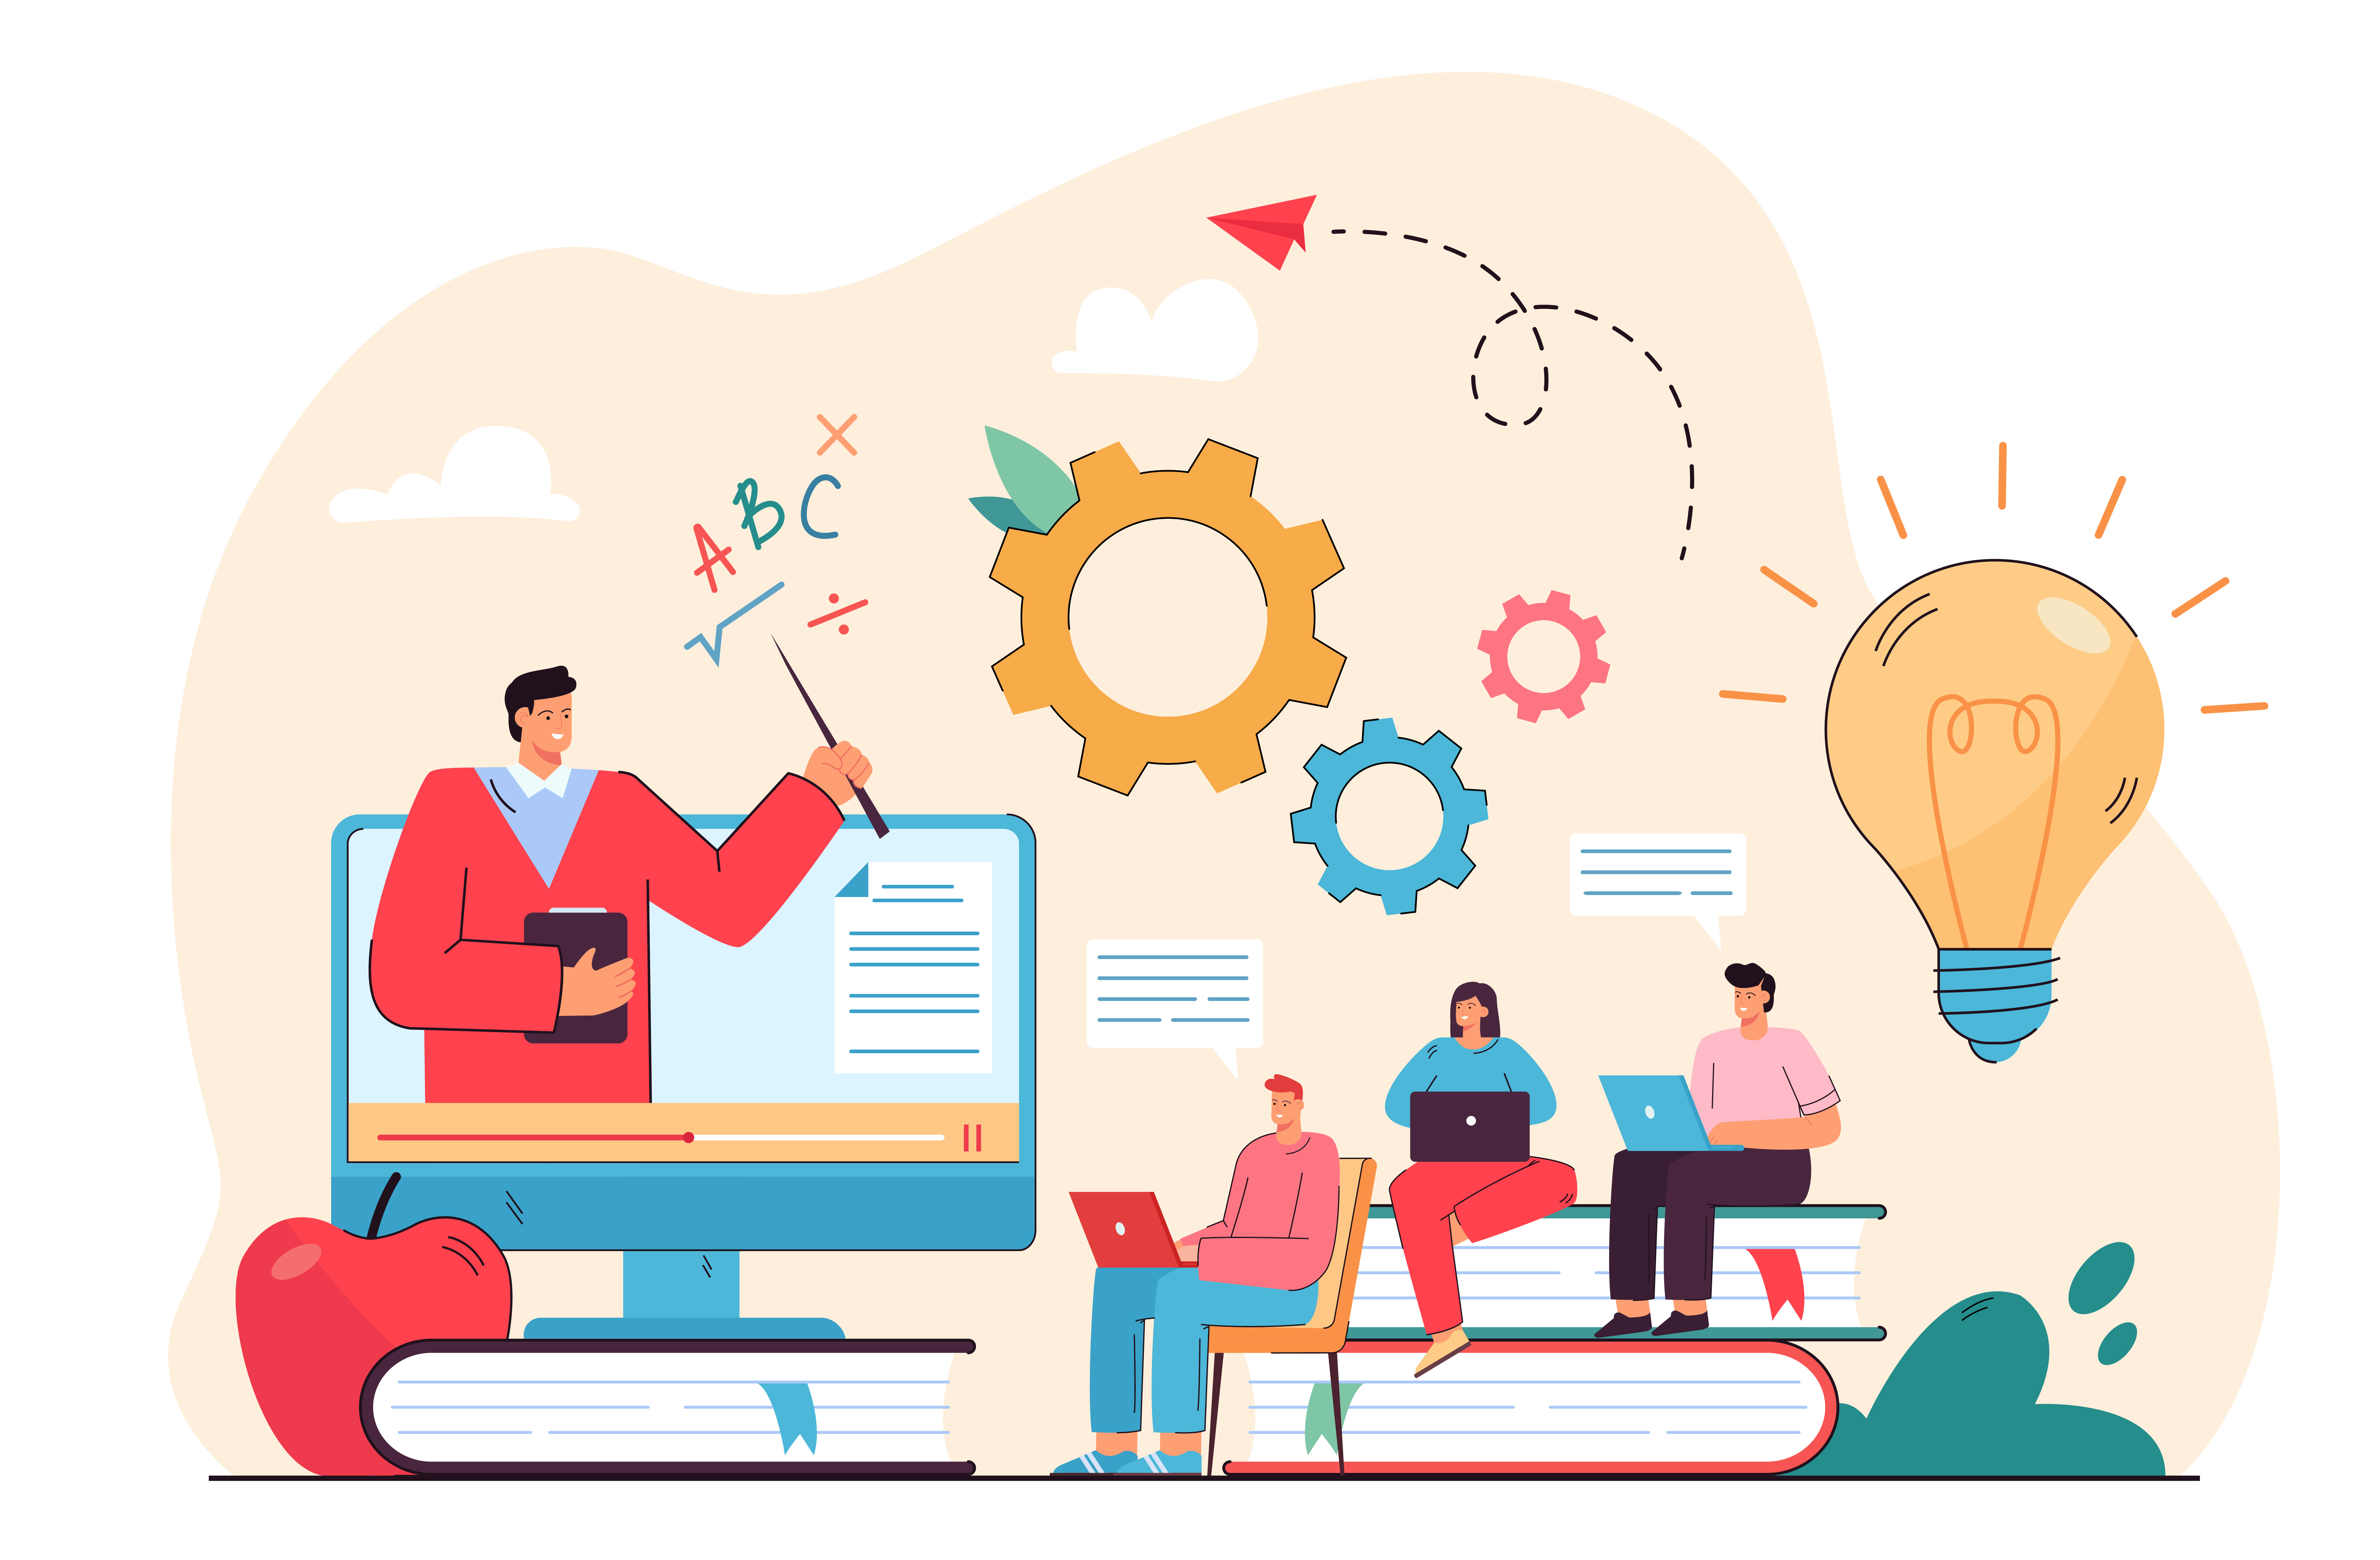 ×
ABC
√ ÷